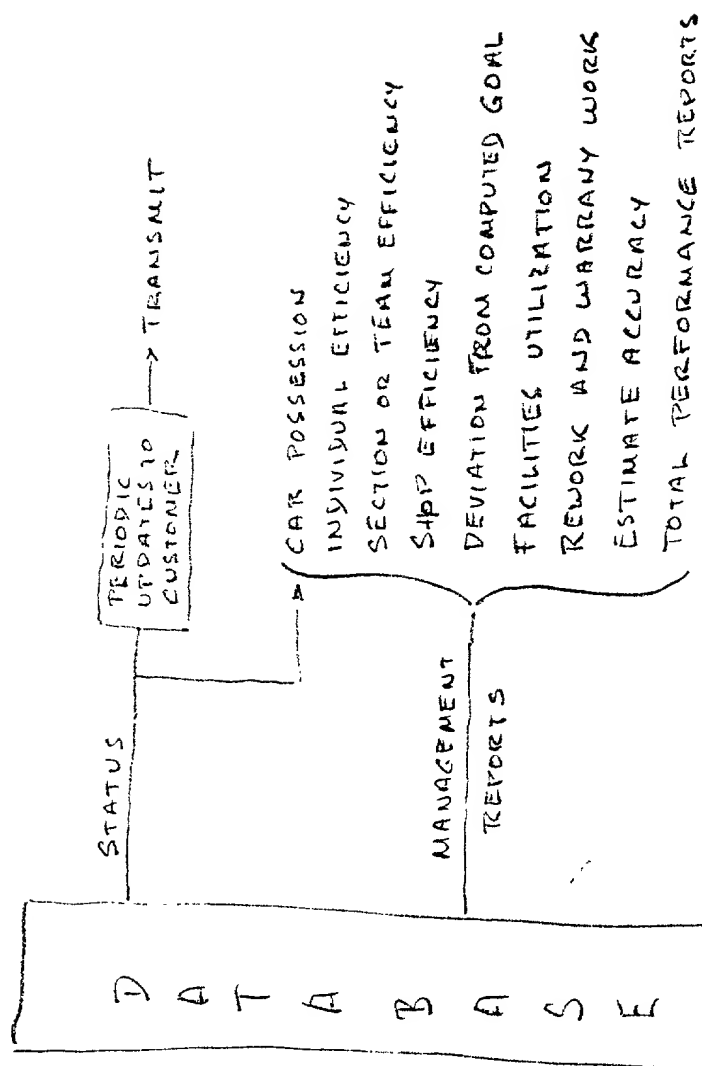 DATABASE
STATUS
PERIODIC
UPDATES TO
CUSTOMER
TRANSMIT
MANAGEMENT
REPORTS
CAR POSSESSION
INDIVIDUAL EFFICIENCY
SECTION OR TEAM EFFICIENCY
SHOP EFFICIENCY
DEVIATION FROM COMPUTED GOAL
FACILITIES UTILIZATION
REWORK AND WARRANY WORK
ESTIMATE ACCURACY
TOTAL PERFORMANCE REPORTS